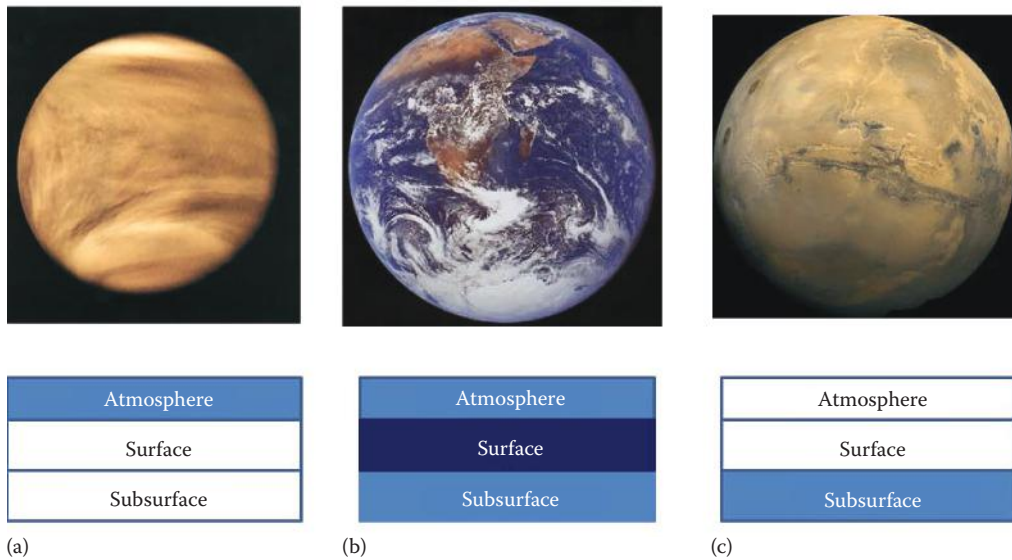 Atmosphere
Surface
Subsurface
(a)
Atmosphere
Surface
Subsurface
(b)
Atmosphere
Surface
Subsurface
(c)